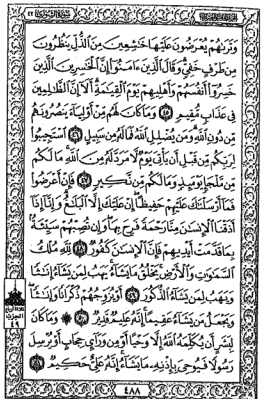 وَتَرَىٰهُمْ يُعْرَضُونَ عَلَيْهَا خَٰشِعِينَ مِنَ ٱلذُّلِّ يَنظُرُونَ
مِن طَرْفٍ خَفِىٍّ وَقَالَ ٱلَّذِينَ ءَامَنُوٓا۟ إِنَّ ٱلْخَٰسِرِينَ ٱلَّذِينَ
خَسِرُوٓا۟ أَنفُسَهُمْ وَأَهْلِيهِمْ يَوْمَ ٱلْقِيَٰمَةِ أَلَآ إِنَّ ٱلظَّٰلِمِينَ
فِى عَذَابٍ مُّقِيمٍ ٤٥ وَمَا كَانَ لَهُم مِّنْ أَوْلِيَآءَ يَنصُرُونَهُم
مِّن دُونِ ٱللَّهِ وَمَن يُضْلِلِ ٱللَّهُ فَمَا لَهُۥ مِن سَبِيلٍ ٤٦ ٱسْتَجِيبُوا۟
لِرَبِّكُم مِّن قَبْلِ أَن يَأْتِىَ يَوْمٌ لَّا مَرَدَّ لَهُۥ مِنَ ٱللَّهِ مَا لَكُم
مِّن مَّلْجَإٍ يَوْمَئِذٍ وَمَا لَكُم مِّن نَّكِيرٍ ٤٧ فَإِنْ أَعْرَضُوا۟
فَمَآ أَرْسَلْنَٰكَ عَلَيْهِمْ حَفِيظًا إِنْ عَلَيْكَ إِلَّا ٱلْبَلَٰغُ وَإِنَّآ إِذَآ
أَذَقْنَا ٱلْإِنسَٰنَ مِنَّا رَحْمَةً فَرِحَ بِهَا وَإِن تُصِبْهُمْ سَيِّئَةٌۢ
بِمَا قَدَّمَتْ أَيْدِيهِمْ فَإِنَّ ٱلْإِنسَٰنَ كَفُورٌ ٤٨ لِّلَّهِ مُلْكُ
ٱلسَّمَٰوَٰتِ وَٱلْأَرْضِ يَخْلُقُ مَا يَشَآءُ يَهَبُ لِمَن يَشَآءُ إِنَٰثًا
وَيَهَبُ لِمَن يَشَآءُ ٱلذُّكُورَ ٤٩ أَوْ يُزَوِّجُهُمْ ذُكْرَانًا وَإِنَٰثًا
وَيَجْعَلُ مَن يَشَآءُ عَقِيمًا إِنَّهُۥ عَلِيمٌ قَدِيرٌ ٥٠ ۞ وَمَا كَانَ
لِبَشَرٍ أَن يُكَلِّمَهُ ٱللَّهُ إِلَّا وَحْيًا أَوْ مِن وَرَآئِ حِجَابٍ أَوْ يُرْسِلَ
رَسُولًا فَيُوحِىَ بِإِذْنِهِۦ مَا يَشَآءُ إِنَّهُۥ عَلِىٌّ حَكِيمٌ ٥١
الحزب
٤٩
٤٨٨